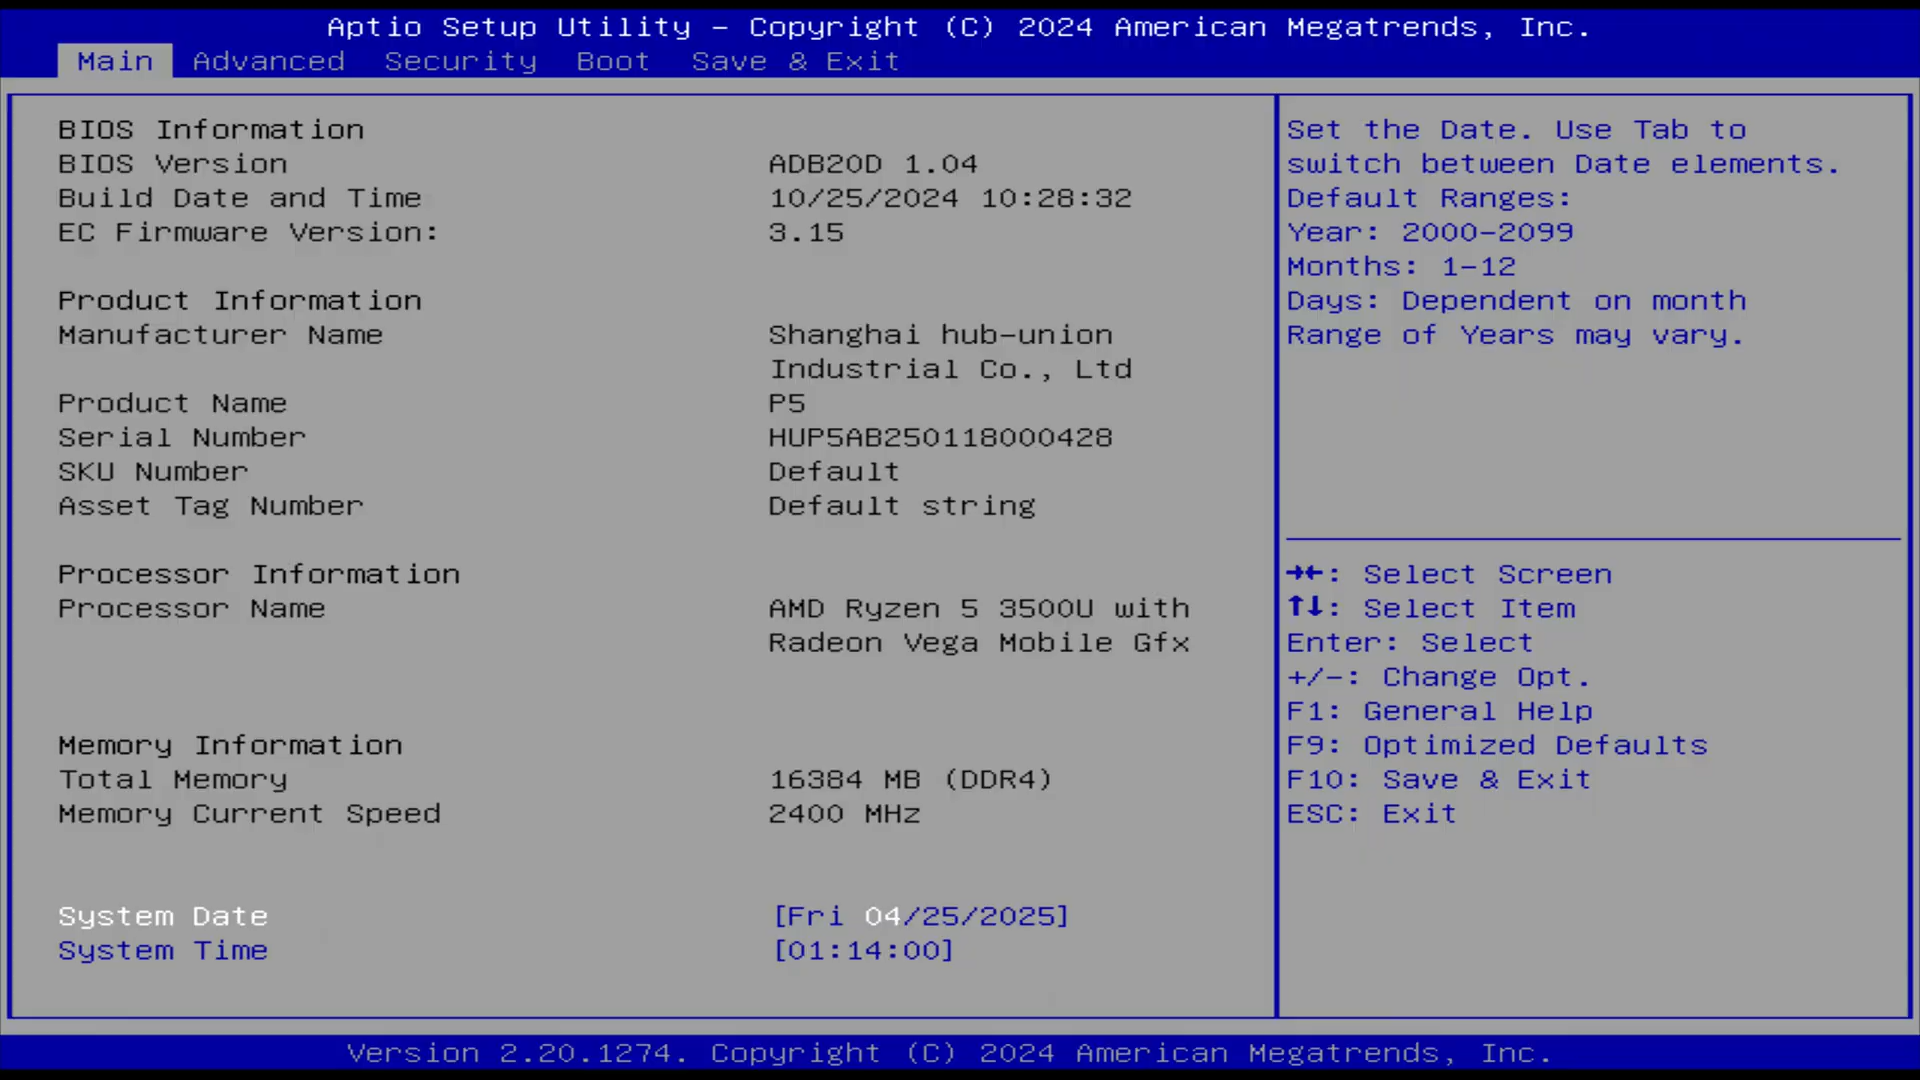 Aptio Setup Utility – Copyright (C) 2024 American Megatrends, Inc.
Main Advanced Security Boot Save & Exit
BIOS Information
BIOS Version ADB20D 1.04
Build Date and Time 10/25/2024 10:28:32
EC Firmware Version: 3.15
Product Information
Manufacturer Name Shanghai hub-union
Industrial Co., Ltd
Product Name P5
Serial Number HUP5AB250118000428
SKU Number Default
Asset Tag Number Default string
Processor Information
Processor Name AMD Ryzen 5 3500U with
Radeon Vega Mobile Gfx
Memory Information
Total Memory 16384 MB (DDR4)
Memory Current Speed 2400 MHz
System Date [Fri 04/25/2025]
System Time [01:14:00]
Set the Date. Use Tab to
switch between Date elements.
Default Ranges:
Year: 2000-2099
Months: 1-12
Days: Dependent on month
Range of Years may vary.
→←: Select Screen
↑↓: Select Item
Enter: Select
+/-: Change Opt.
F1: General Help
F9: Optimized Defaults
F10: Save & Exit
ESC: Exit
Version 2.20.1274. Copyright (C) 2024 American Megatrends, Inc.